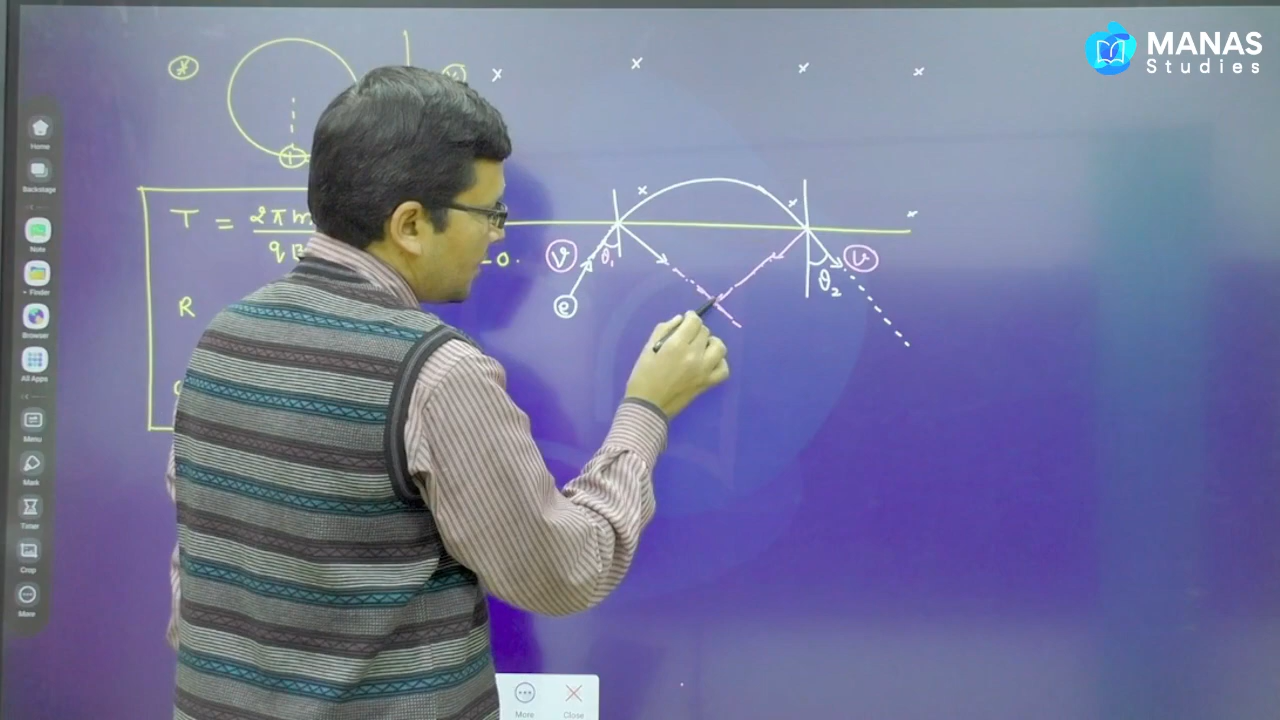 MANAS
Studies
Home
Backstage
Note
Finder
Browser
All Apps
Menu
Mark
Timer
Crop
More
T = 2πm
qB
= 0.
R
V
θ₁
e
V
θ₂
More
Close